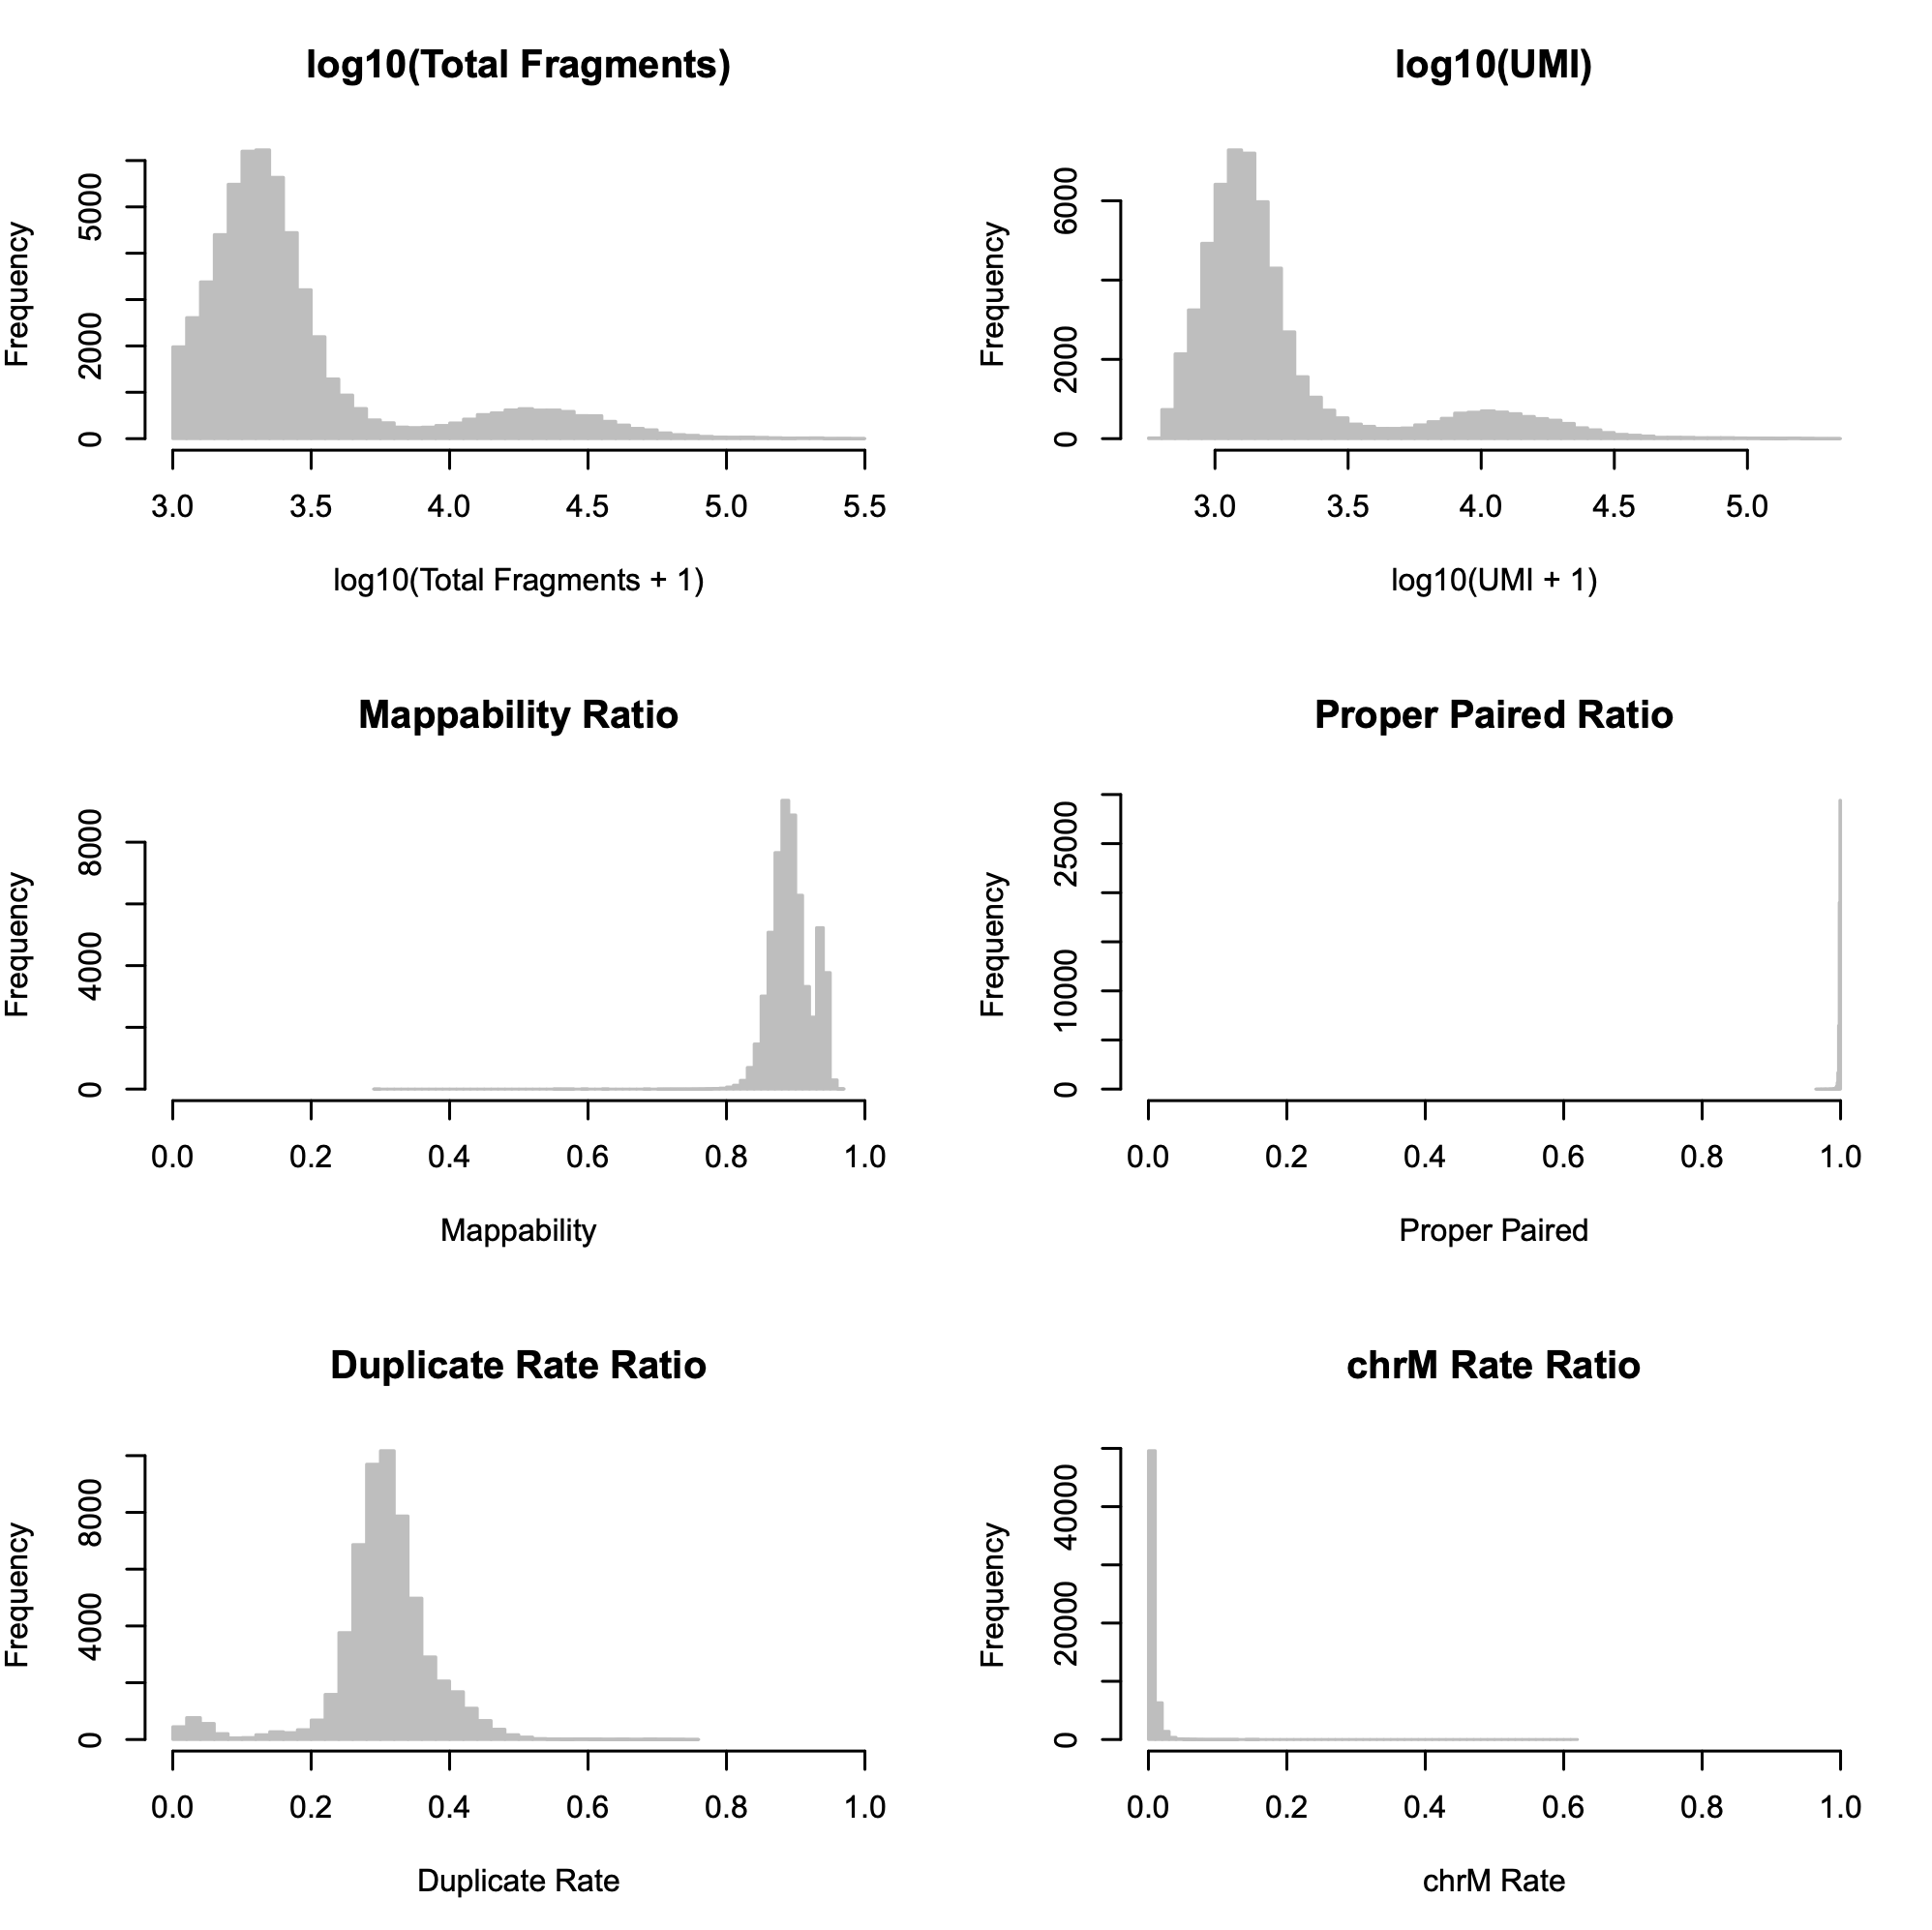 log10(Total Fragments)
Frequency
0
2000
5000
3.0 3.5 4.0 4.5 5.0 5.5
log10(Total Fragments + 1)
log10(UMI)
Frequency
0
2000
6000
3.0 3.5 4.0 4.5 5.0
log10(UMI + 1)
Mappability Ratio
Frequency
0
4000
8000
0.0 0.2 0.4 0.6 0.8 1.0
Mappability
Proper Paired Ratio
Frequency
0
10000
25000
0.0 0.2 0.4 0.6 0.8 1.0
Proper Paired
Duplicate Rate Ratio
Frequency
0
4000
8000
0.0 0.2 0.4 0.6 0.8 1.0
Duplicate Rate
chrM Rate Ratio
Frequency
0
20000
40000
0.0 0.2 0.4 0.6 0.8 1.0
chrM Rate